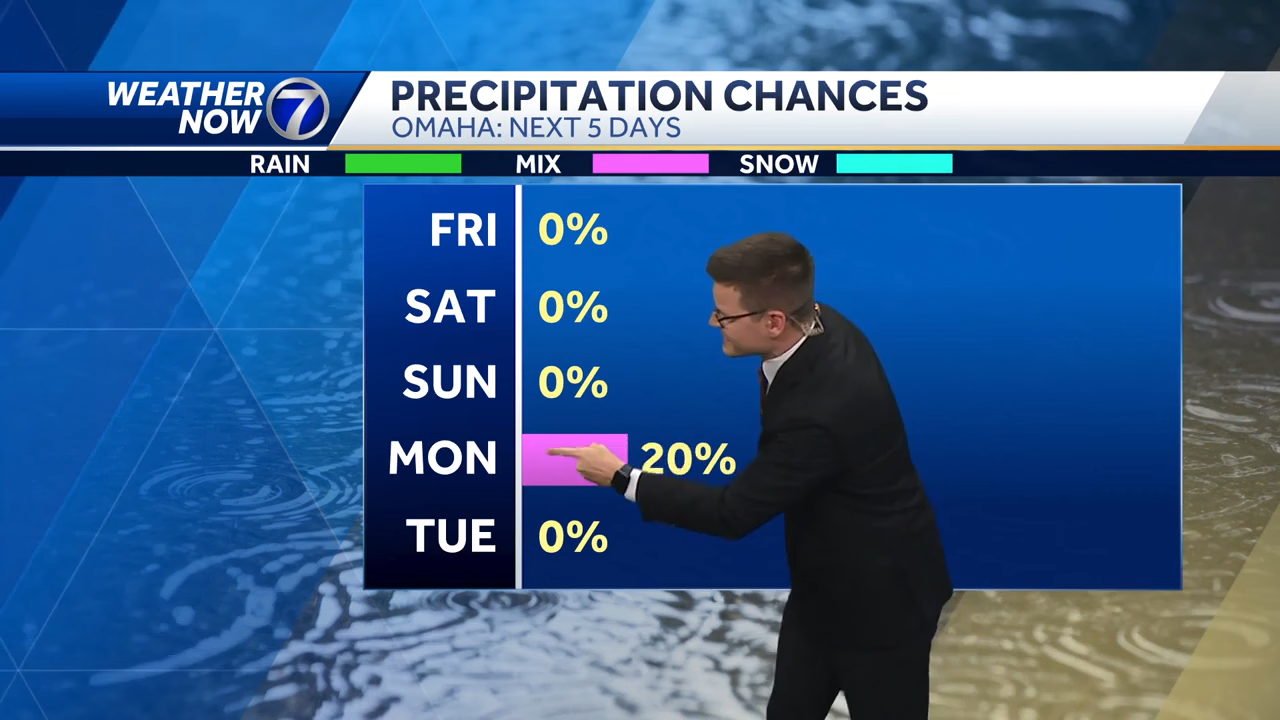 WEATHER
NOW 7
PRECIPITATION CHANCES
OMAHA: NEXT 5 DAYS
RAIN MIX SNOW
FRI 0%
SAT 0%
SUN 0%
MON 20%
TUE 0%